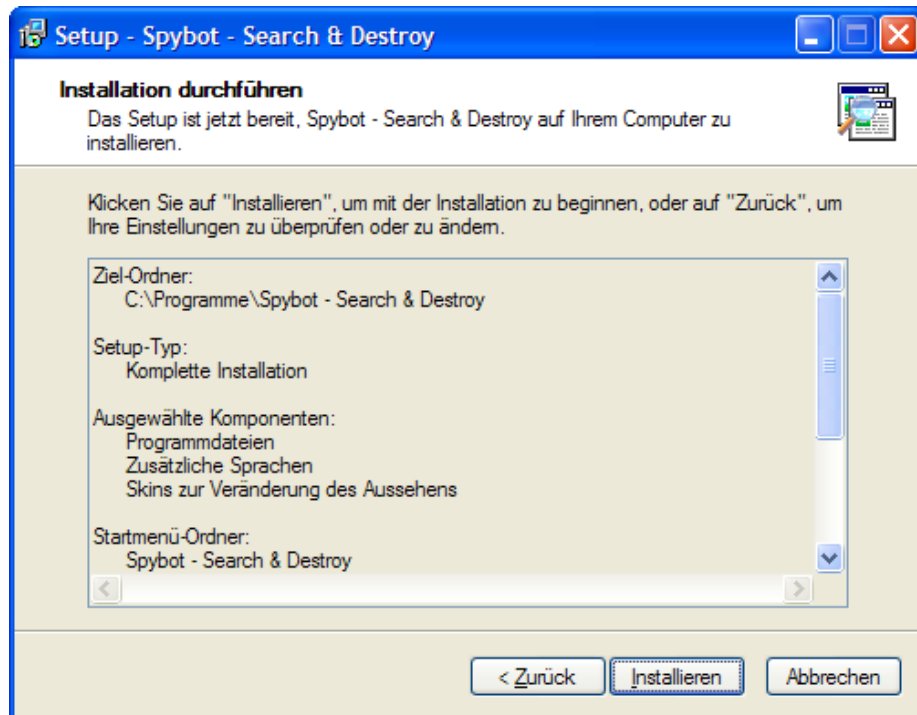 Setup - Spybot - Search & Destroy
Installation durchführen
Das Setup ist jetzt bereit, Spybot - Search & Destroy auf Ihrem Computer zu
installieren.
Klicken Sie auf "Installieren", um mit der Installation zu beginnen, oder auf "Zurück", um
Ihre Einstellungen zu überprüfen oder zu ändern.
Ziel-Ordner:
C:\Programme\Spybot - Search & Destroy
Setup-Typ:
Komplette Installation
Ausgewählte Komponenten:
Programmdateien
Zusätzliche Sprachen
Skins zur Veränderung des Aussehens
Startmenü-Ordner:
Spybot - Search & Destroy
< Zurück Installieren Abbrechen